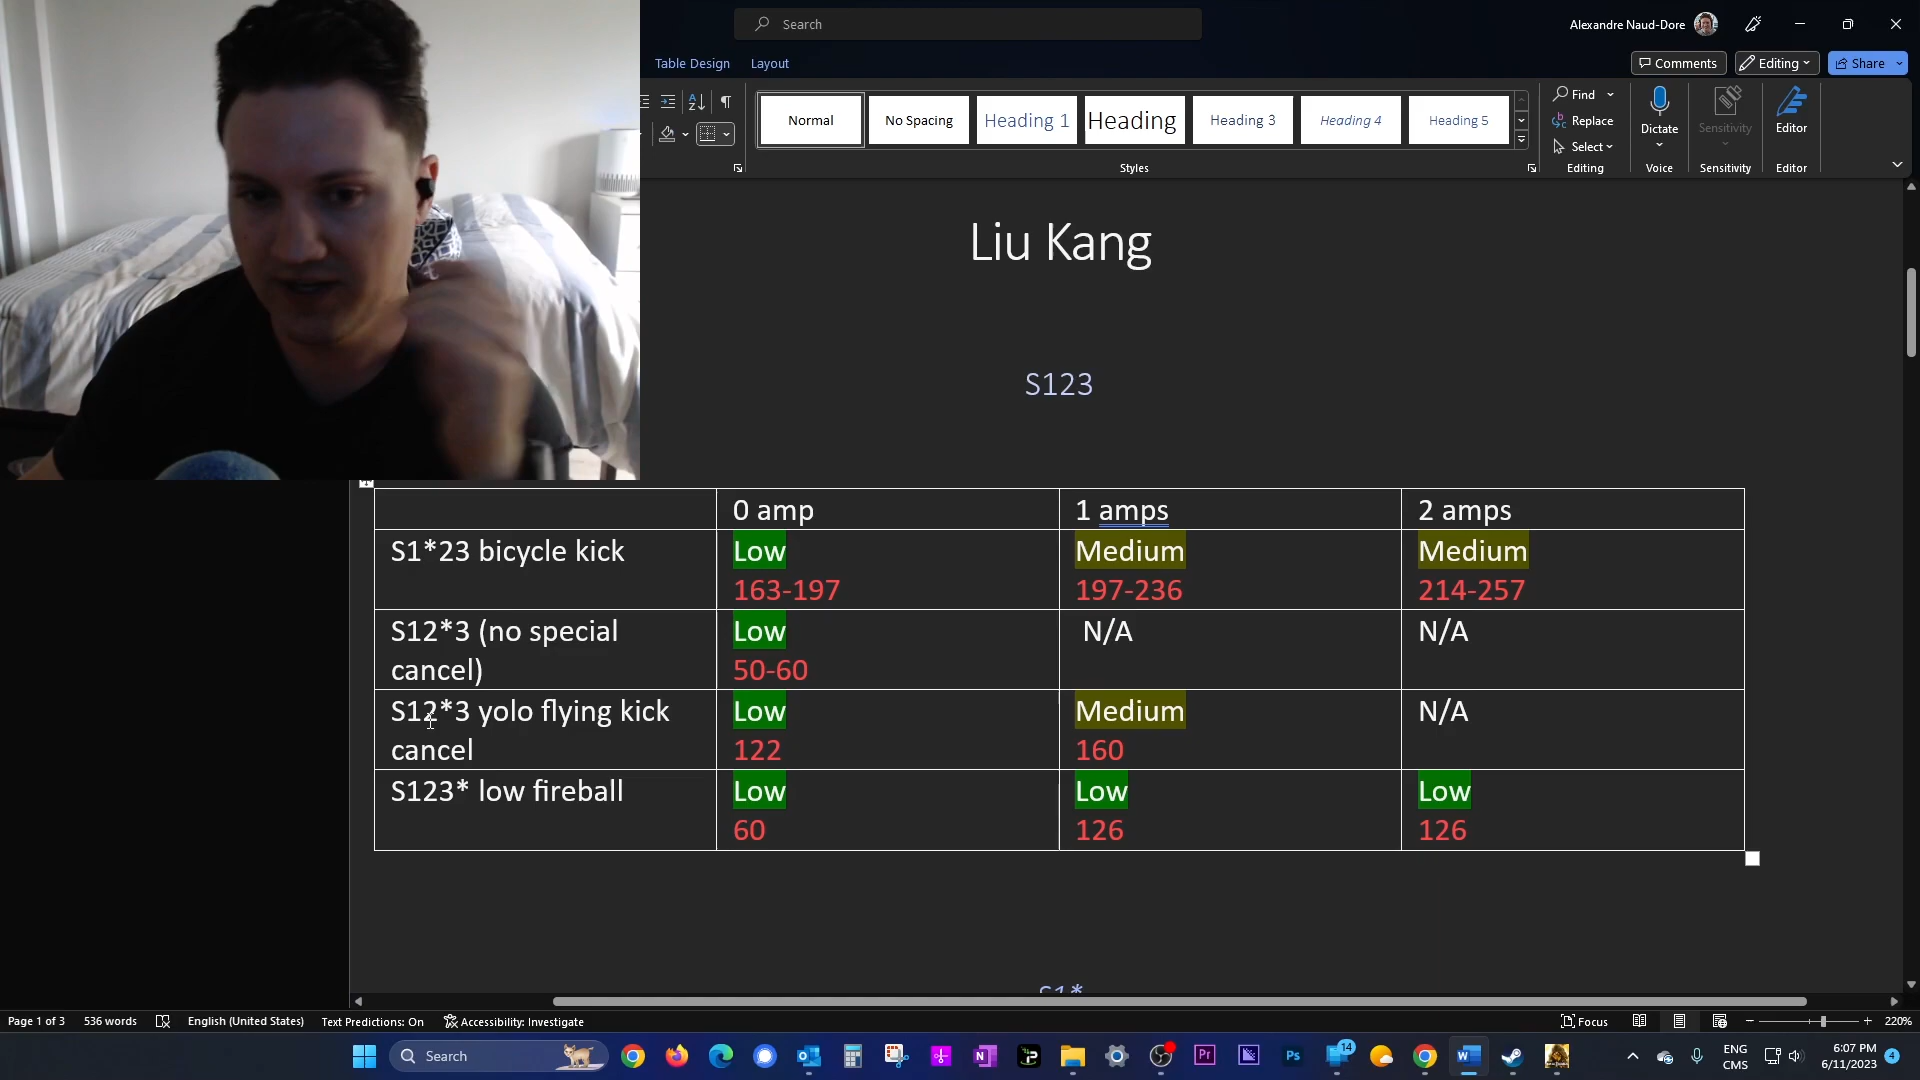 Search
Alexandre Naud-Dore
Table Design Layout
Comments Editing Share
Normal No Spacing Heading 1 Heading Heading 3 Heading 4 Heading 5
Find
Replace
Select
Dictate
Sensitivity
Editor
Styles Editing Voice Sensitivity Editor
Liu Kang
S123
0 amp 1 amps 2 amps
S1*23 bicycle kick Low Medium Medium
163-197 197-236 214-257
S12*3 (no special Low N/A N/A
cancel) 50-60
S12*3 yolo flying kick Low Medium N/A
cancel 122 160
S123* low fireball Low Low Low
60 126 126
Page 1 of 3 536 words English (United States) Text Predictions: On Accessibility: Investigate Focus 220%
Search
14
ENG
CMS
6:07 PM
6/11/2023
4